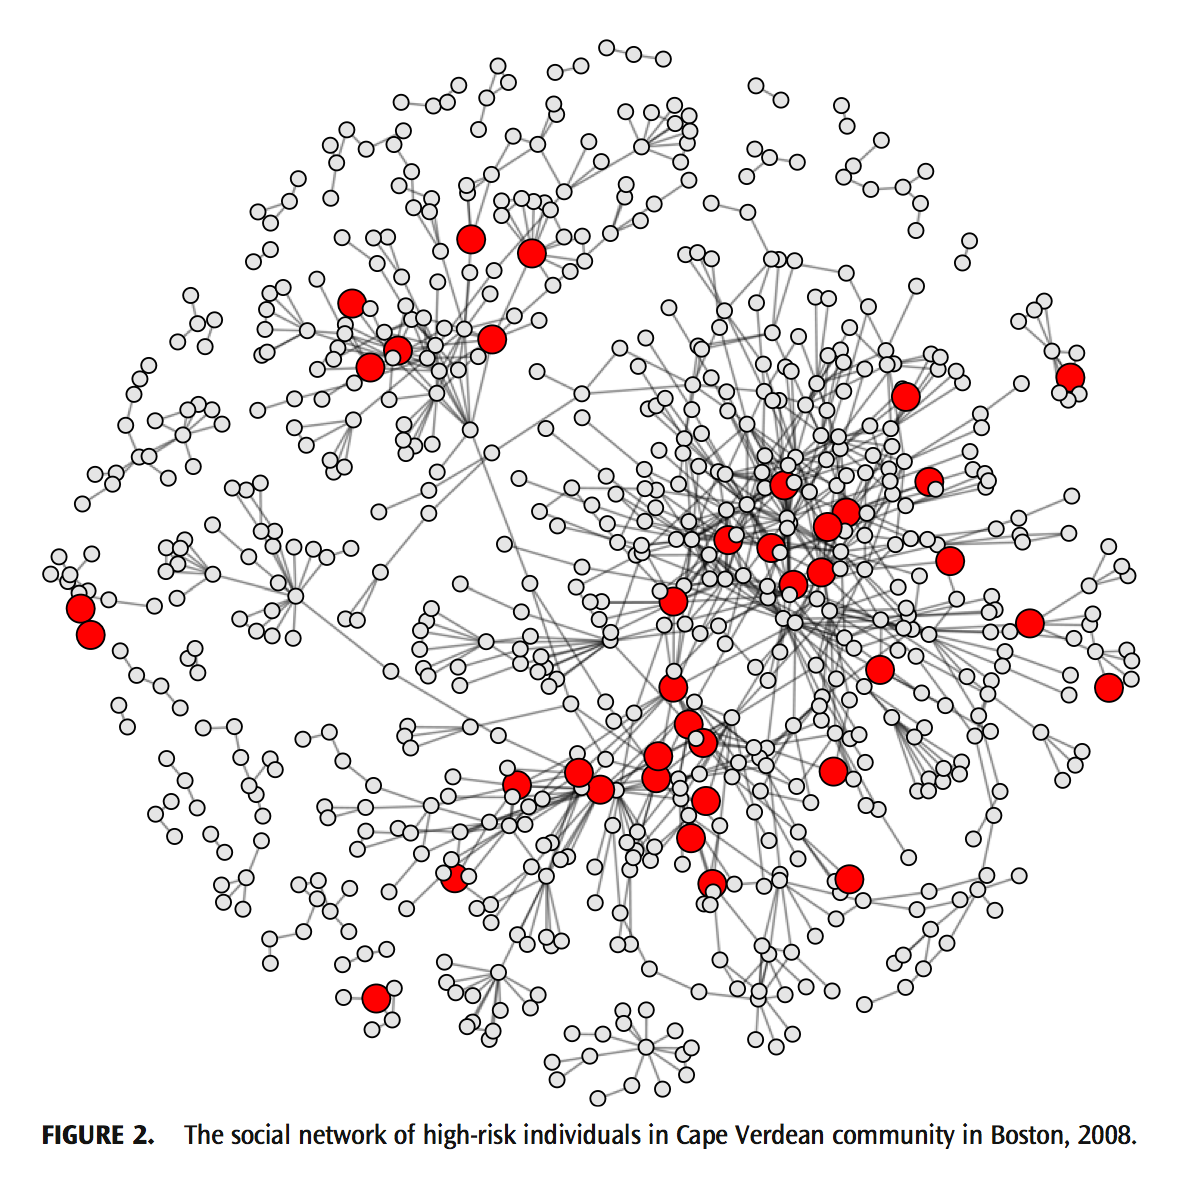 FIGURE 2. The social network of high-risk individuals in Cape Verdean community in Boston, 2008.